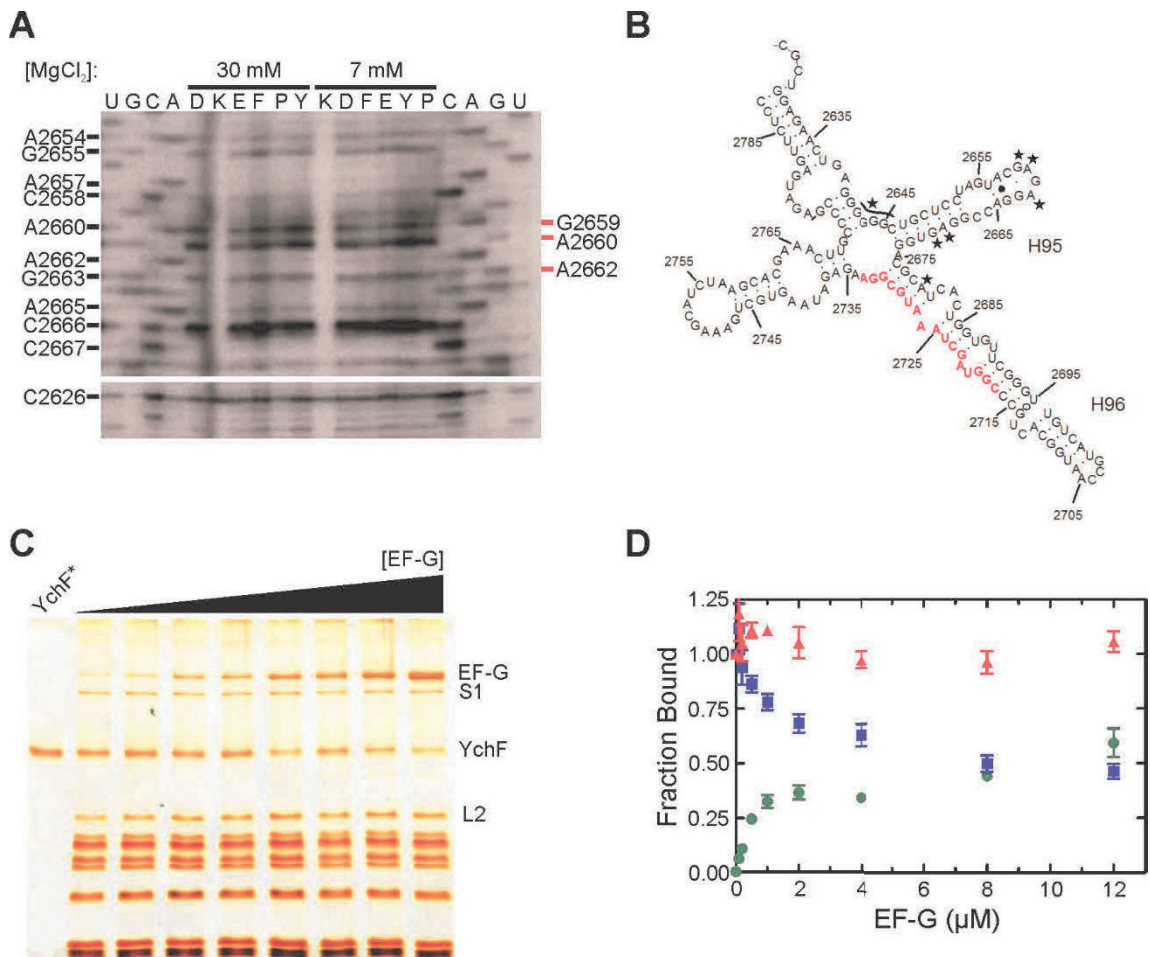 A
[MgCl2]:
30 mM
7 mM
U G C A D K E F P Y K D F E Y P C A G U
A2654
G2655
A2657
C2658
A2660
A2662
G2663
A2665
C2666
C2667
C2626
G2659
A2660
A2662
B
2635
2785
2645
2655
2665
H95
2765
2675
2755
2745
2735
2725
2685
2695
2715
H96
2705
C
YchF*
[EF-G]
EF-G
S1
YchF
L2
D
Fraction Bound
1.25
1.00
0.75
0.50
0.25
0.00
0 2 4 6 8 10 12
EF-G (µM)